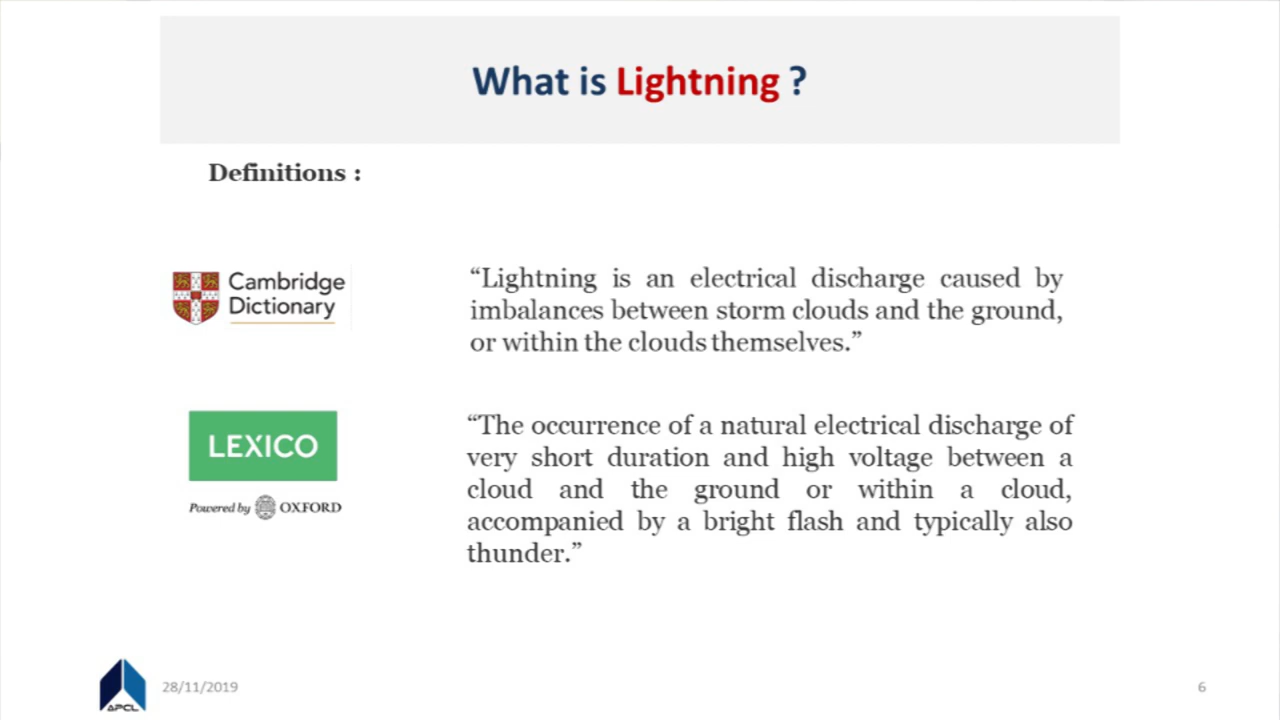 What is Lightning ?
Definitions :
Cambridge
Dictionary
“Lightning is an electrical discharge caused by
imbalances between storm clouds and the ground,
or within the clouds themselves.”
LEXICO
Powered by OXFORD
“The occurrence of a natural electrical discharge of
very short duration and high voltage between a
cloud and the ground or within a cloud,
accompanied by a bright flash and typically also
thunder.”
APCL
28/11/2019
6